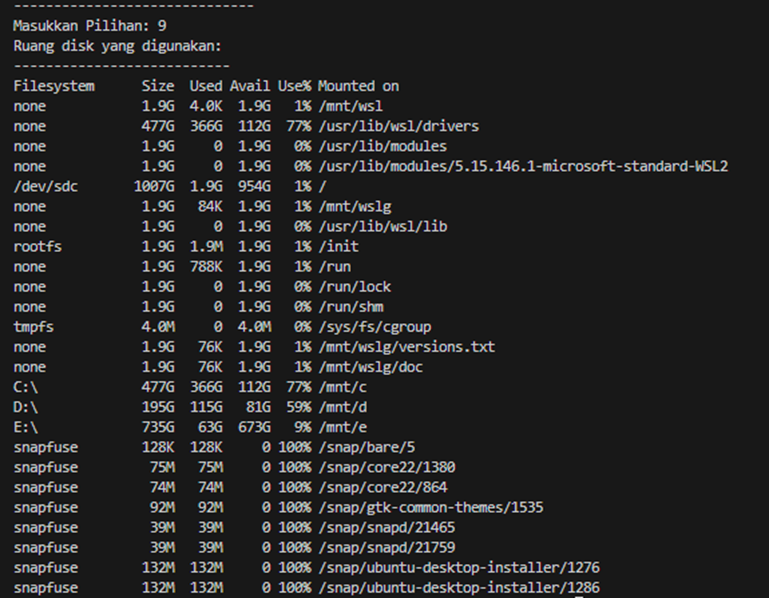 ------------------------------
Masukkan Pilihan: 9
Ruang disk yang digunakan:
---------------------------
Filesystem      Size  Used Avail Use% Mounted on
none            1.9G  4.0K  1.9G   1% /mnt/wsl
none            477G  366G  112G  77% /usr/lib/wsl/drivers
none            1.9G     0  1.9G   0% /usr/lib/modules
none            1.9G     0  1.9G   0% /usr/lib/modules/5.15.146.1-microsoft-standard-WSL2
/dev/sdc       1007G  1.9G  954G   1% /
none            1.9G   84K  1.9G   1% /mnt/wslg
none            1.9G     0  1.9G   0% /usr/lib/wsl/lib
rootfs          1.9G  1.9M  1.9G   1% /init
none            1.9G  788K  1.9G   1% /run
none            1.9G     0  1.9G   0% /run/lock
none            1.9G     0  1.9G   0% /run/shm
tmpfs           4.0M     0  4.0M   0% /sys/fs/cgroup
none            1.9G   76K  1.9G   1% /mnt/wslg/versions.txt
none            1.9G   76K  1.9G   1% /mnt/wslg/doc
C:\             477G  366G  112G  77% /mnt/c
D:\             195G  115G   81G  59% /mnt/d
E:\             735G   63G  673G   9% /mnt/e
snapfuse        128K  128K     0 100% /snap/bare/5
snapfuse         75M   75M     0 100% /snap/core22/1380
snapfuse         74M   74M     0 100% /snap/core22/864
snapfuse         92M   92M     0 100% /snap/gtk-common-themes/1535
snapfuse         39M   39M     0 100% /snap/snapd/21465
snapfuse         39M   39M     0 100% /snap/snapd/21759
snapfuse        132M  132M     0 100% /snap/ubuntu-desktop-installer/1276
snapfuse        132M  132M     0 100% /snap/ubuntu-desktop-installer/1286